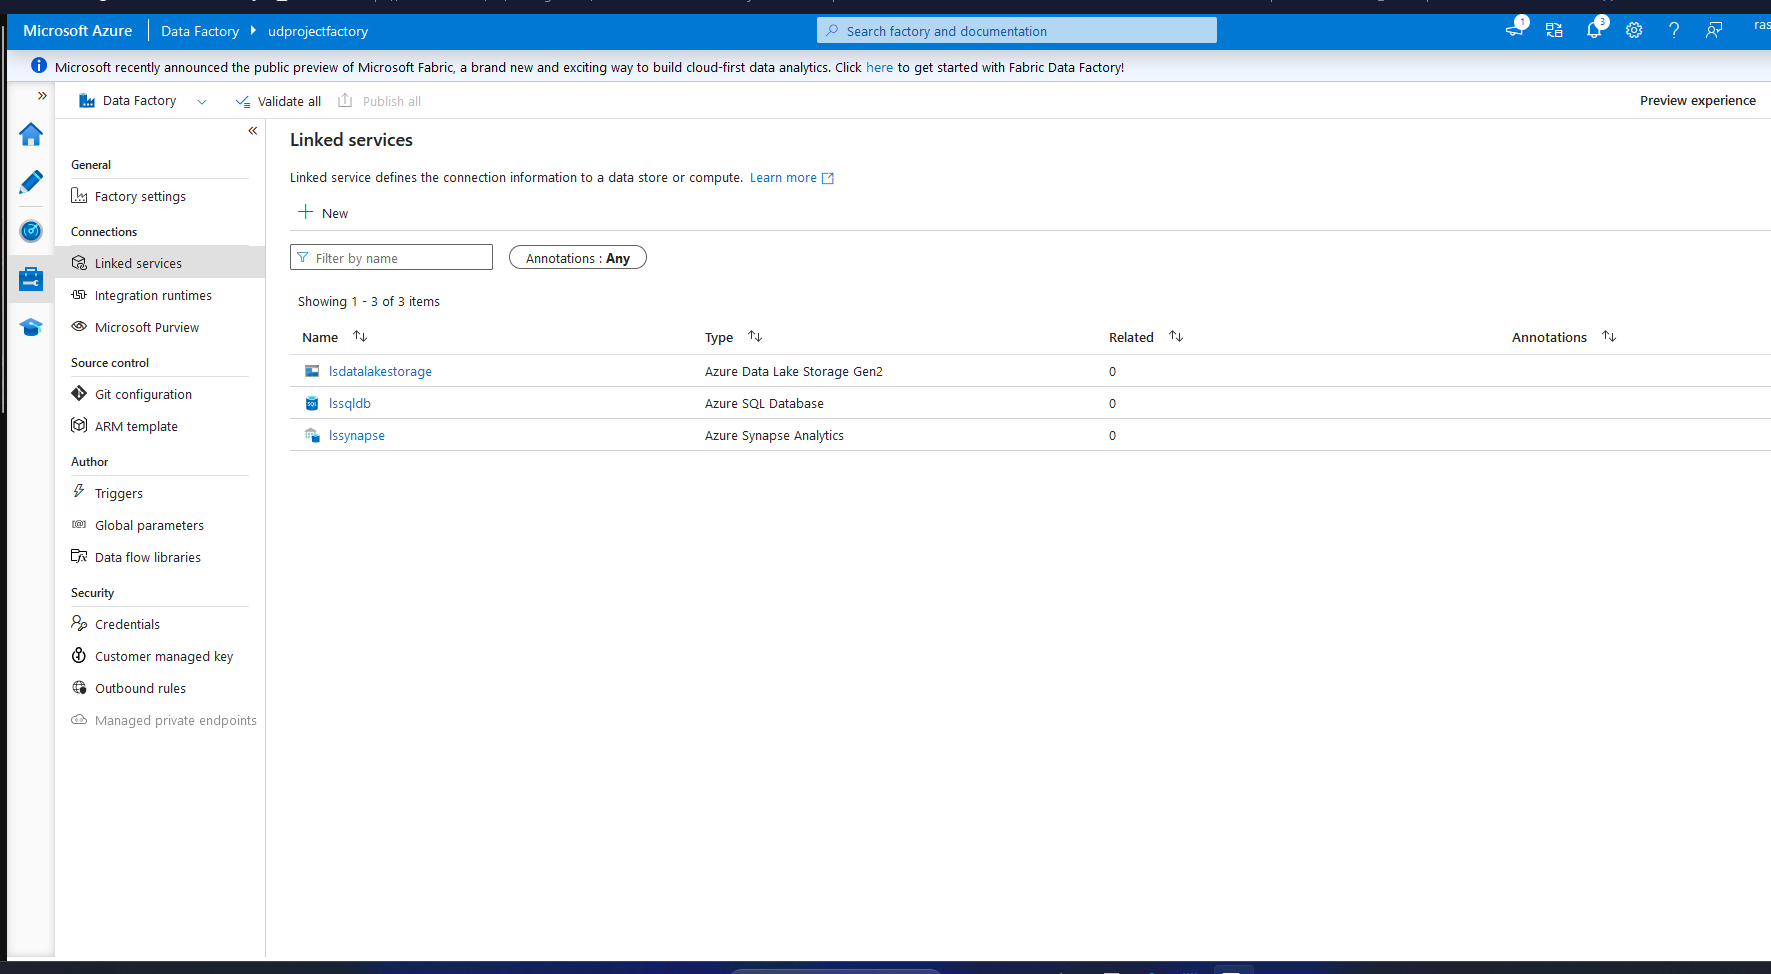 Microsoft Azure
Data Factory
udprojectfactory
Search factory and documentation
1
3
ras
Microsoft recently announced the public preview of Microsoft Fabric, a brand new and exciting way to build cloud-first data analytics. Click here to get started with Fabric Data Factory!
Data Factory
Validate all
Publish all
Preview experience
General
Factory settings
Connections
Linked services
Integration runtimes
Microsoft Purview
Source control
Git configuration
ARM template
Author
Triggers
Global parameters
Data flow libraries
Security
Credentials
Customer managed key
Outbound rules
Managed private endpoints
Linked services
Linked service defines the connection information to a data store or compute. Learn more
New
Filter by name
Annotations : Any
Showing 1 - 3 of 3 items
Name Type Related Annotations
lsdatalakestorage Azure Data Lake Storage Gen2 0
lssqldb Azure SQL Database 0
lssynapse Azure Synapse Analytics 0